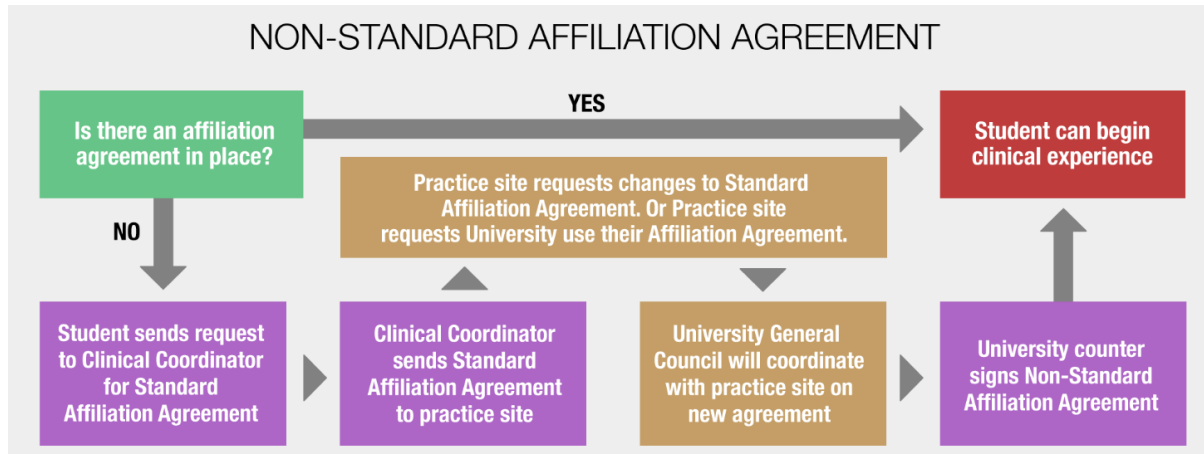 NON-STANDARD AFFILIATION AGREEMENT
Is there an affiliation
agreement in place?
YES
Student can begin
clinical experience
Practice site requests changes to Standard
Affiliation Agreement. Or Practice site
requests University use their Affiliation Agreement.
NO
Student sends request
to Clinical Coordinator
for Standard
Affiliation Agreement
Clinical Coordinator
sends Standard
Affiliation Agreement
to practice site
University General
Council will coordinate
with practice site on
new agreement
University counter
signs Non-Standard
Affiliation Agreement